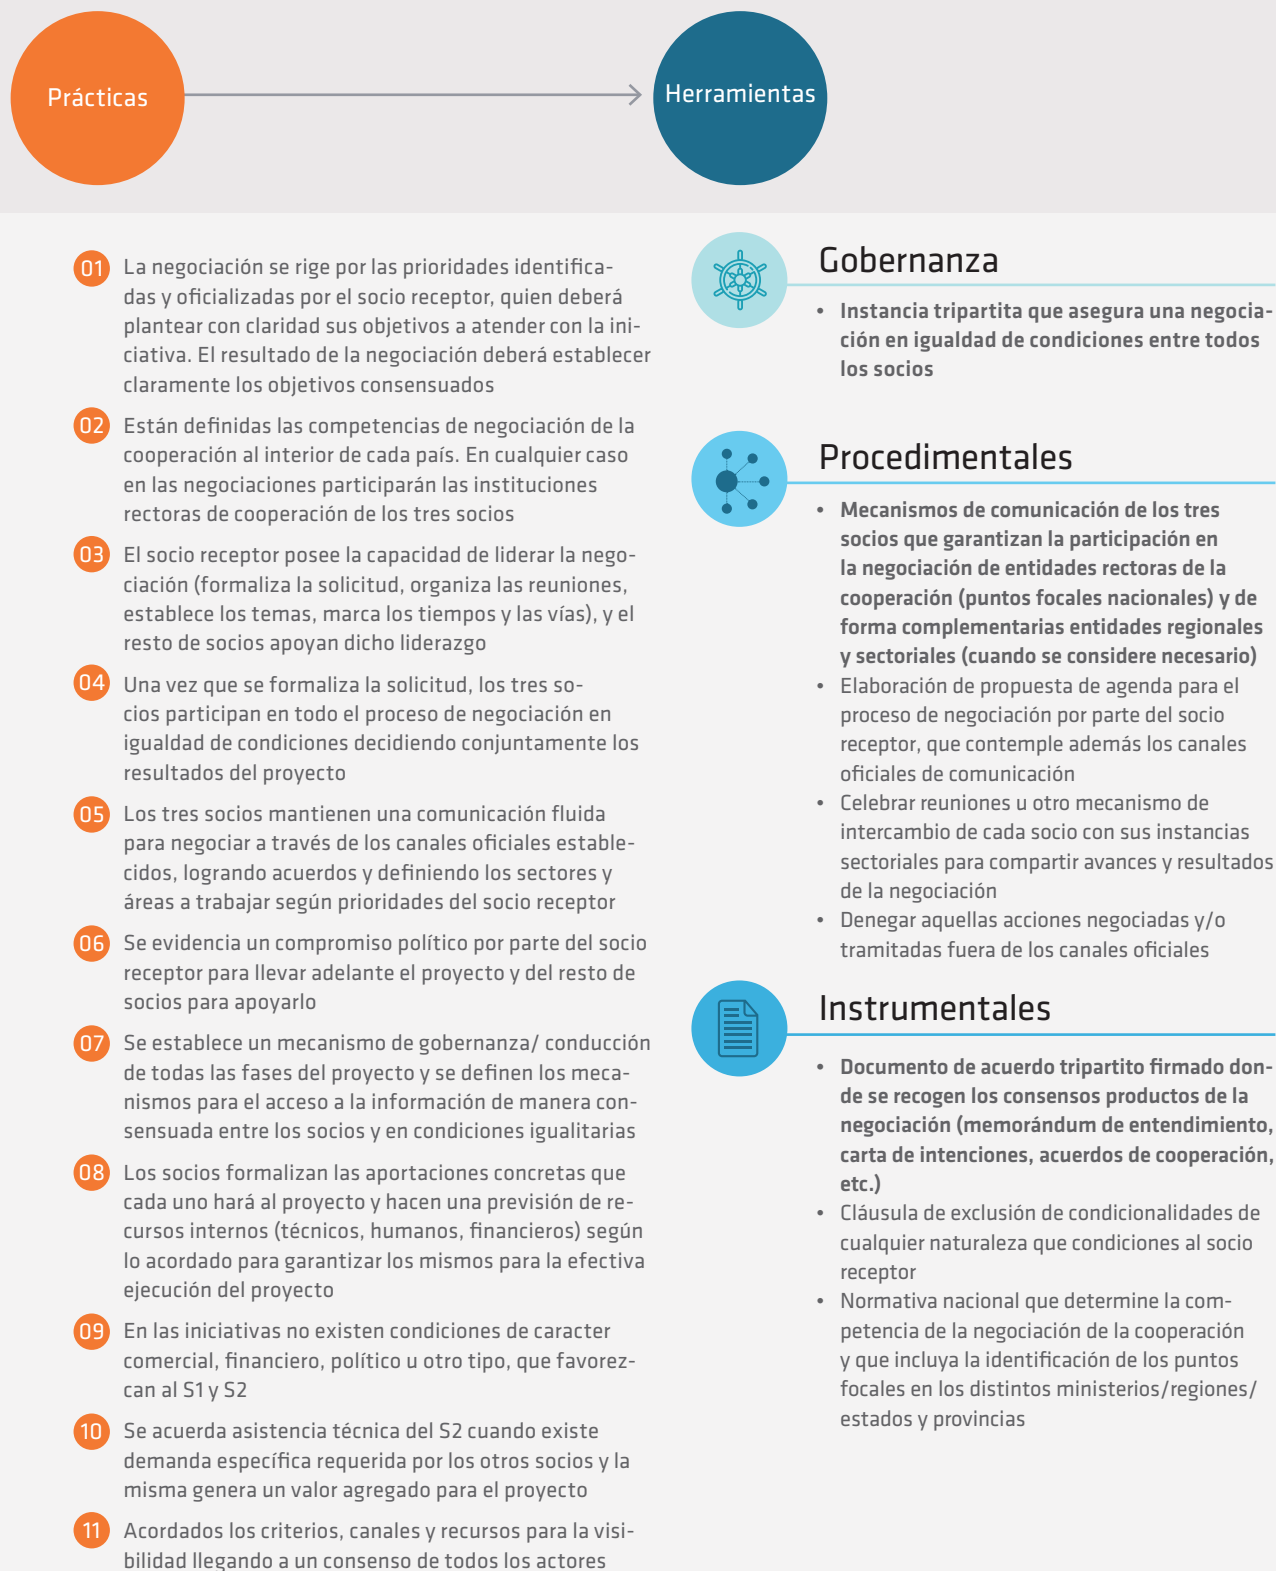 Prácticas
Herramientas
01 La negociación se rige por las prioridades identifica-
das y oficializadas por el socio receptor, quien deberá
plantear con claridad sus objetivos a atender con la ini-
ciativa. El resultado de la negociación deberá establecer
claramente los objetivos consensuados
02 Están definidas las competencias de negociación de la
cooperación al interior de cada país. En cualquier caso
en las negociaciones participarán las instituciones
rectoras de cooperación de los tres socios
03 El socio receptor posee la capacidad de liderar la nego-
ciación (formaliza la solicitud, organiza las reuniones,
establece los temas, marca los tiempos y las vías), y el
resto de socios apoyan dicho liderazgo
04 Una vez que se formaliza la solicitud, los tres so-
cios participan en todo el proceso de negociación en
igualdad de condiciones decidiendo conjuntamente los
resultados del proyecto
05 Los tres socios mantienen una comunicación fluida
para negociar a través de los canales oficiales estable-
cidos, logrando acuerdos y definiendo los sectores y
áreas a trabajar según prioridades del socio receptor
06 Se evidencia un compromiso político por parte del socio
receptor para llevar adelante el proyecto y del resto de
socios para apoyarlo
07 Se establece un mecanismo de gobernanza/ conducción
de todas las fases del proyecto y se definen los meca-
nismos para el acceso a la información de manera con-
sensuada entre los socios y en condiciones igualitarias
08 Los socios formalizan las aportaciones concretas que
cada uno hará al proyecto y hacen una previsión de re-
cursos internos (técnicos, humanos, financieros) según
lo acordado para garantizar los mismos para la efectiva
ejecución del proyecto
09 En las iniciativas no existen condiciones de caracter
comercial, financiero, político u otro tipo, que favorez-
can al S1 y S2
10 Se acuerda asistencia técnica del S2 cuando existe
demanda específica requerida por los otros socios y la
misma genera un valor agregado para el proyecto
11 Acordados los criterios, canales y recursos para la visi-
bilidad llegando a un consenso de todos los actores
Gobernanza
• Instancia tripartita que asegura una negocia-
ción en igualdad de condiciones entre todos
los socios
Procedimentales
• Mecanismos de comunicación de los tres
socios que garantizan la participación en
la negociación de entidades rectoras de la
cooperación (puntos focales nacionales) y de
forma complementarias entidades regionales
y sectoriales (cuando se considere necesario)
• Elaboración de propuesta de agenda para el
proceso de negociación por parte del socio
receptor, que contemple además los canales
oficiales de comunicación
• Celebrar reuniones u otro mecanismo de
intercambio de cada socio con sus instancias
sectoriales para compartir avances y resultados
de la negociación
• Denegar aquellas acciones negociadas y/o
tramitadas fuera de los canales oficiales
Instrumentales
• Documento de acuerdo tripartito firmado don-
de se recogen los consensos productos de la
negociación (memorándum de entendimiento,
carta de intenciones, acuerdos de cooperación,
etc.)
• Cláusula de exclusión de condicionalidades de
cualquier naturaleza que condiciones al socio
receptor
• Normativa nacional que determine la com-
petencia de la negociación de la cooperación
y que incluya la identificación de los puntos
focales en los distintos ministerios/regiones/
estados y provincias